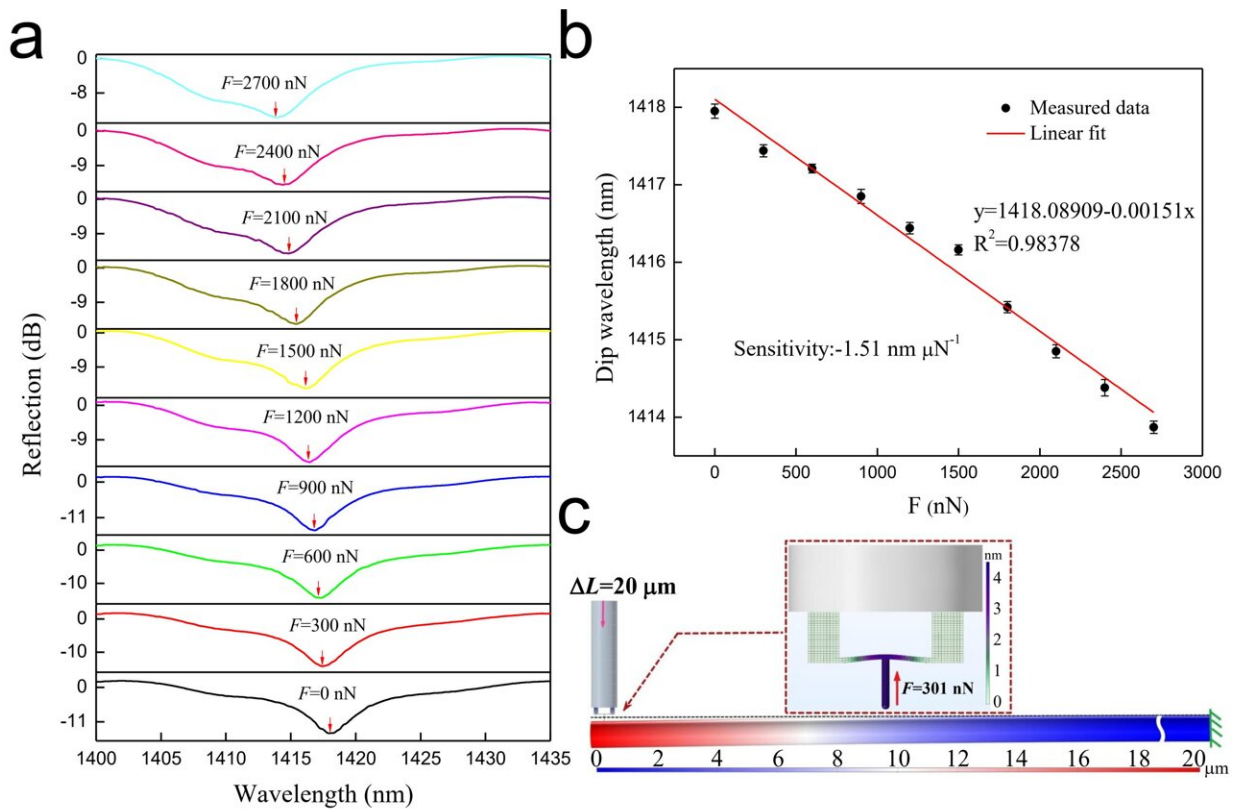 a
Reflection (dB)
0
-8
F=2700 nN
0
-9
F=2400 nN
0
-9
F=2100 nN
0
-9
F=1800 nN
0
-9
F=1500 nN
0
-9
F=1200 nN
0
-11
F=900 nN
0
-10
F=600 nN
0
-10
F=300 nN
0
-11
F=0 nN
1400 1405 1410 1415 1420 1425 1430 1435
Wavelength (nm)
b
Dip wavelength (nm)
1418
1417
1416
1415
1414
Measured data
Linear fit
y=1418.08909-0.00151x
R²=0.98378
Sensitivity:-1.51 nm μN⁻¹
0 500 1000 1500 2000 2500 3000
F (nN)
c
ΔL=20 μm
nm
4
3
2
1
0
F=301 nN
0 2 4 6 8 10 12 14 16 18 20 μm